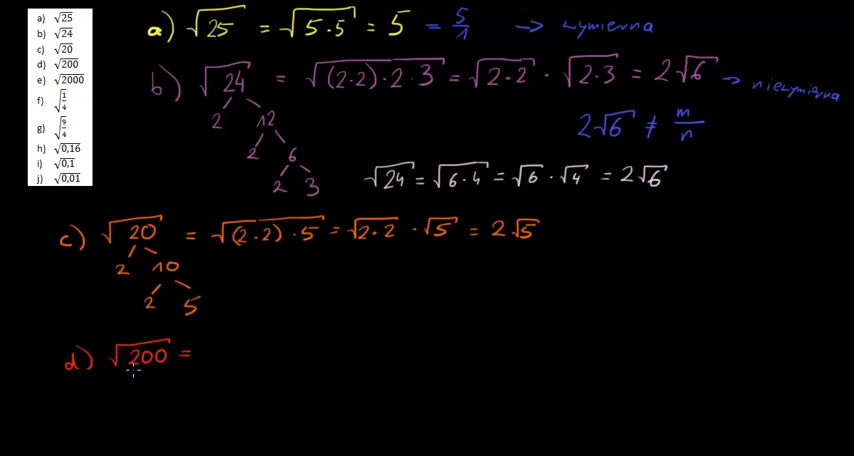 a) √25
b) √24
c) √20
d) √200
e) √2000
f) √(1/4)
g) √(9/4)
h) √0,16
i) √0,1
j) √0,01
a) √25 = √(5·5) = 5 = 5/1 → wymierna
b) √24 = √((2·2)·2·3) = √(2·2) · √(2·3) = 2√6 → niewymierna
2 12
2√6 ≠ m/n
2 6
2 3
√24 = √(6·4) = √6 · √4 = 2√6
c) √20 = √((2·2)·5) = √(2·2) · √5 = 2√5
2 10
2 5
d) √200 =